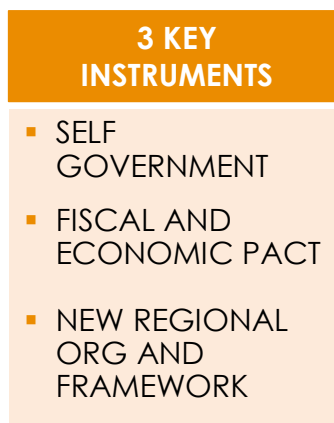 3 KEY
INSTRUMENTS
▪ SELF
GOVERNMENT
▪ FISCAL AND
ECONOMIC PACT
▪ NEW REGIONAL
ORG AND
FRAMEWORK